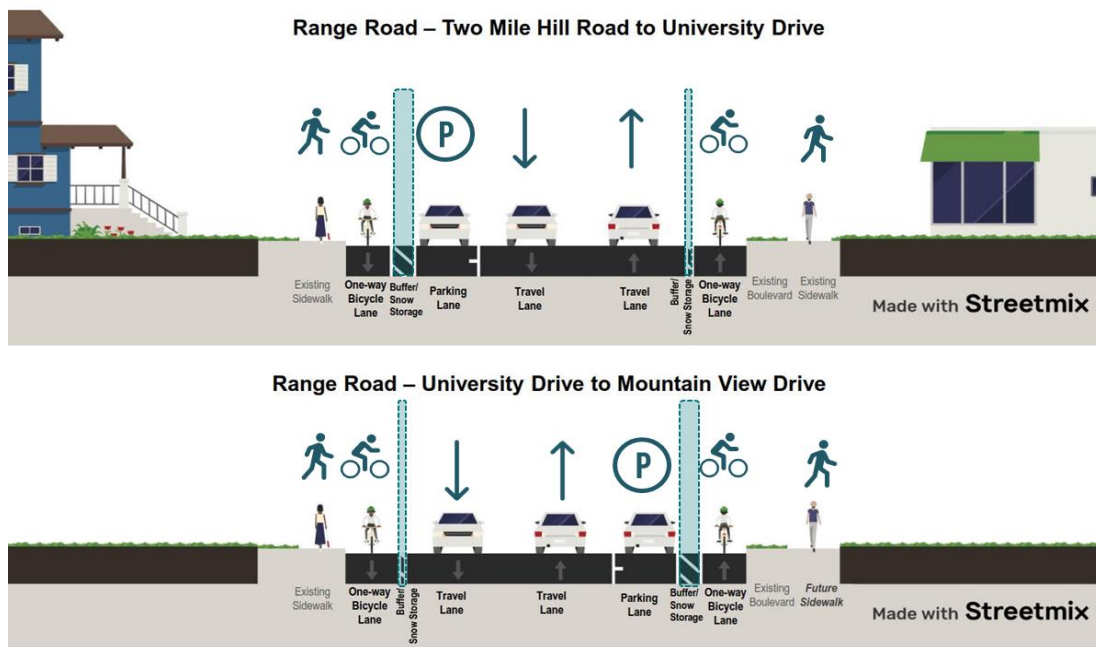 Range Road – Two Mile Hill Road to University Drive
P
Existing
Sidewalk
One-way
Bicycle
Lane
Buffer/
Snow
Storage
Parking
Lane
Travel
Lane
Travel
Lane
Buffer/
Snow Storage
One-way
Bicycle
Lane
Existing
Boulevard
Existing
Sidewalk
Made with Streetmix
Range Road – University Drive to Mountain View Drive
P
Existing
Sidewalk
One-way
Bicycle
Lane
Buffer/
Snow Storage
Travel
Lane
Travel
Lane
Parking
Lane
Buffer/
Snow
Storage
One-way
Bicycle
Lane
Existing
Boulevard
Future
Sidewalk
Made with Streetmix